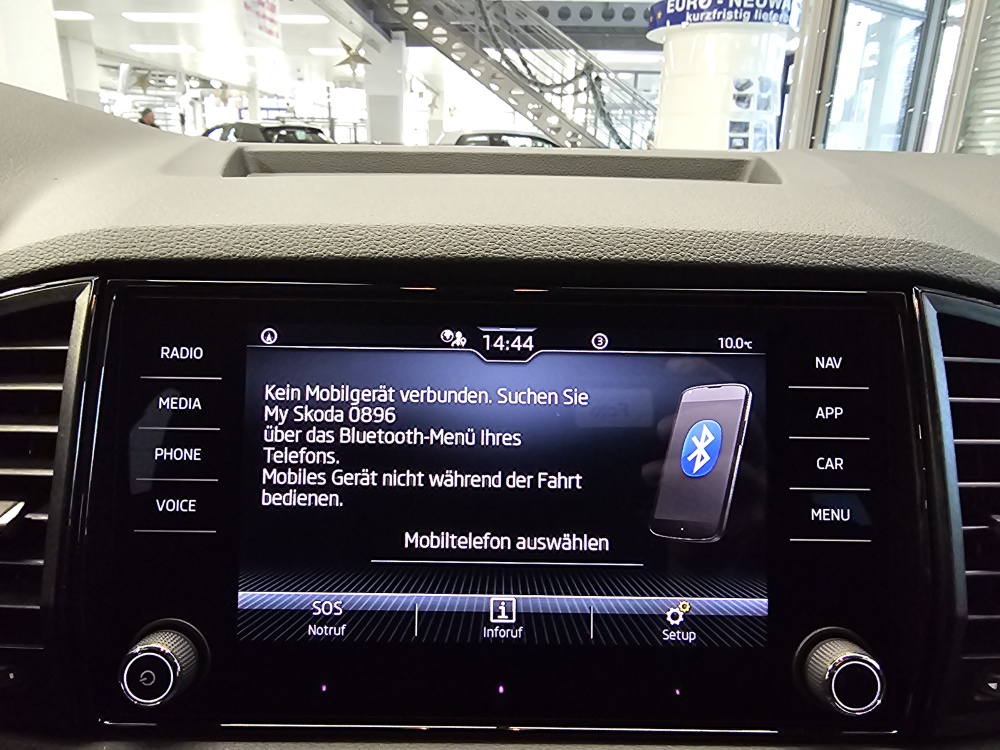 EURO - NEUWA
kurzfristig liefer
RADIO
MEDIA
PHONE
VOICE
14:44
3
10.0°C
Kein Mobilgerät verbunden. Suchen Sie
My Skoda 0896
über das Bluetooth-Menü Ihres
Telefons.
Mobiles Gerät nicht während der Fahrt
bedienen.
Mobiltelefon auswählen
SOS
Notruf
i
Inforuf
Setup
NAV
APP
CAR
MENU